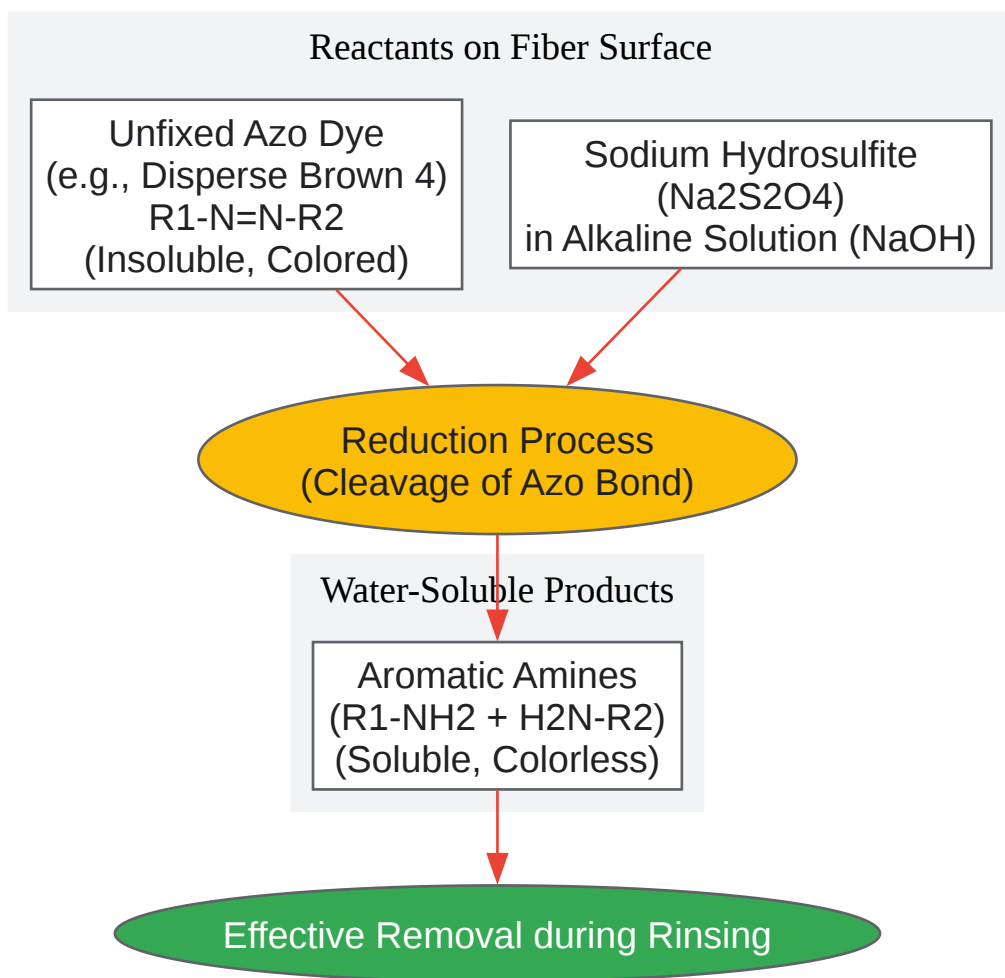 Reactants on Fiber Surface
Unfixed Azo Dye
(e.g., Disperse Brown 4)
R1-N=N-R2
(Insoluble, Colored)
Sodium Hydrosulfite
(Na2S2O4)
in Alkaline Solution (NaOH)
Reduction Process
(Cleavage of Azo Bond)
Water-Soluble Products
Aromatic Amines
(R1-NH2 + H2N-R2)
(Soluble, Colorless)
Effective Removal during Rinsing